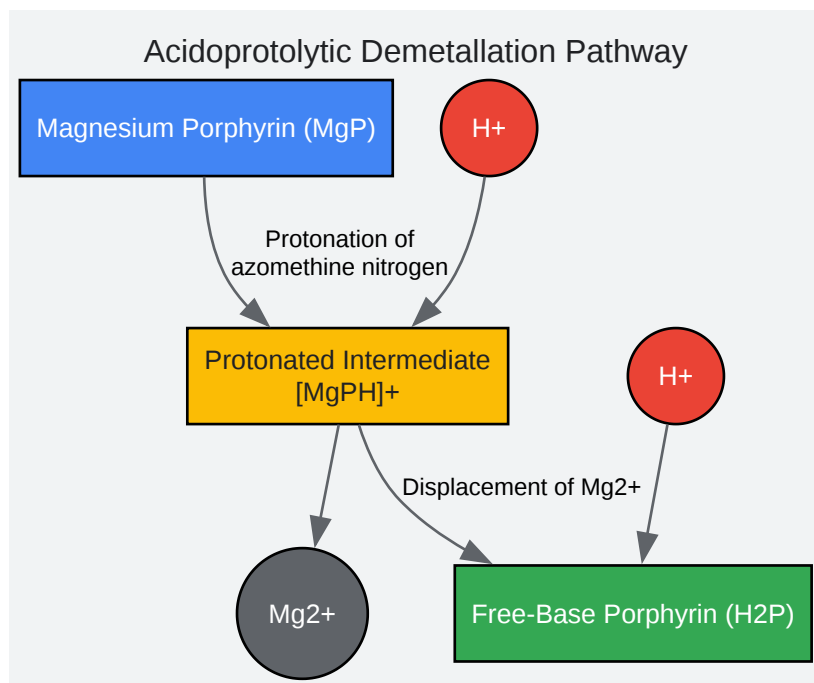 Acidoprotolytic Demetallation Pathway
Magnesium Porphyrin (MgP)
H+
Protonation of
azomethine nitrogen
Protonated Intermediate
[MgPH]+
H+
Displacement of Mg2+
Mg2+
Free-Base Porphyrin (H2P)